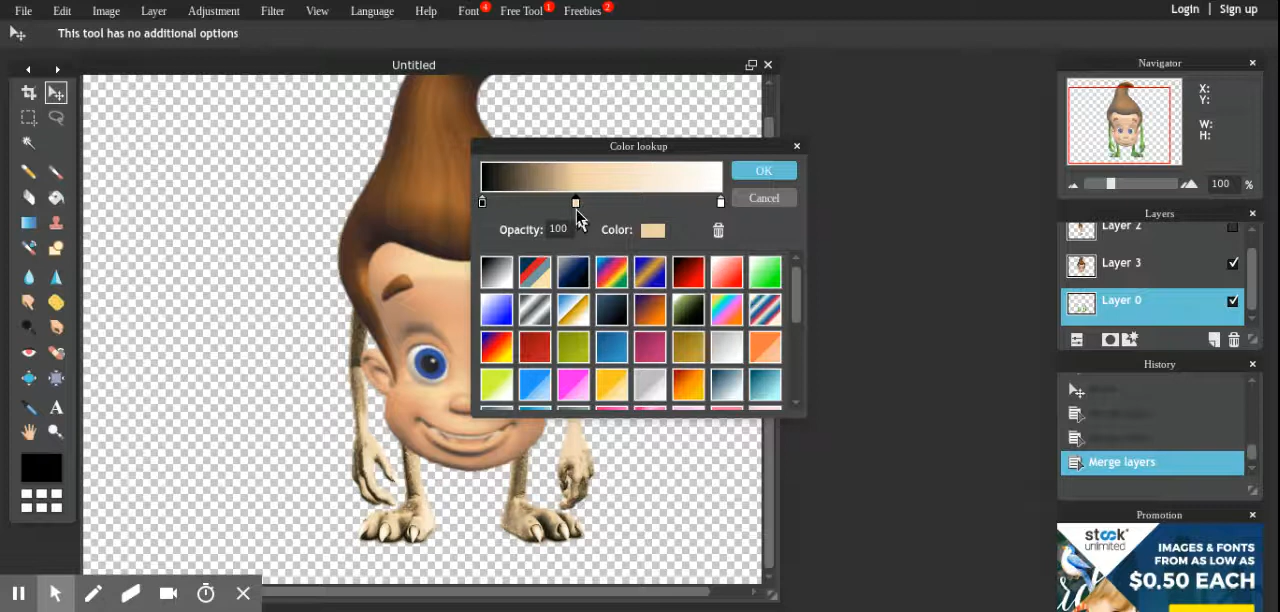 File Edit Image Layer Adjustment Filter View Language Help Font 4 Free Tool 1 Freebies 2 Login | Sign up
This tool has no additional options
Untitled
Navigator
X:
Y:
W:
H:
100 %
Color lookup
OK
Cancel
Opacity: 100 Color:
Layers
Layer 2
Layer 3
Layer 0
History
Merge layers
Promotion
stock
unlimited
IMAGES & FONTS
FROM AS LOW AS
$0.50 EACH
A